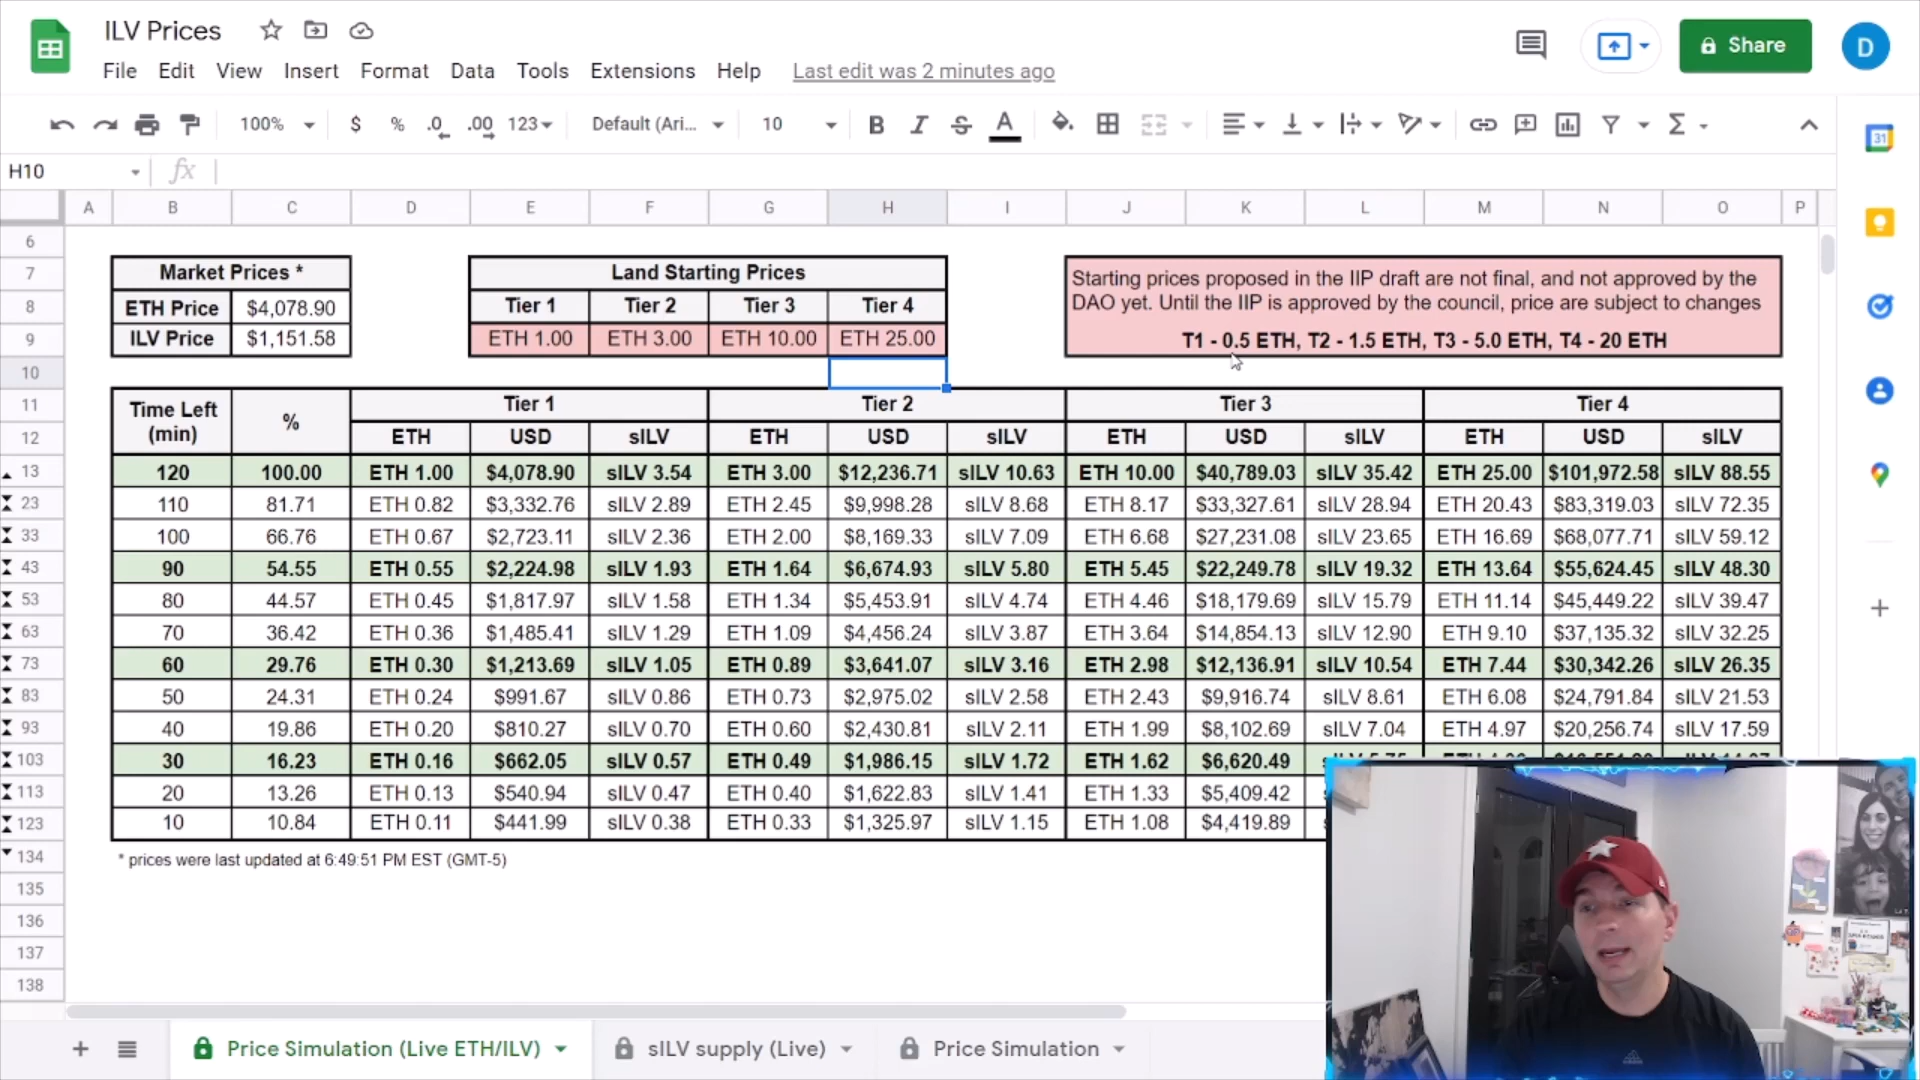 ILV Prices
File Edit View Insert Format Data Tools Extensions Help Last edit was 2 minutes ago
Share
D
100% $ % .0 .00 123 Default (Ari... 10 B I S A
31
H10 fx
A B C D E F G H I J K L M N O P
6
7 Market Prices * Land Starting Prices Starting prices proposed in the IIP draft are not final, and not approved by the
8 ETH Price $4,078.90 Tier 1 Tier 2 Tier 3 Tier 4 DAO yet. Until the IIP is approved by the council, price are subject to changes
9 ILV Price $1,151.58 ETH 1.00 ETH 3.00 ETH 10.00 ETH 25.00 T1 - 0.5 ETH, T2 - 1.5 ETH, T3 - 5.0 ETH, T4 - 20 ETH
10
11 Time Left (min) % Tier 1 Tier 2 Tier 3 Tier 4
12 ETH USD sILV ETH USD sILV ETH USD sILV ETH USD sILV
13 120 100.00 ETH 1.00 $4,078.90 sILV 3.54 ETH 3.00 $12,236.71 sILV 10.63 ETH 10.00 $40,789.03 sILV 35.42 ETH 25.00 $101,972.58 sILV 88.55
23 110 81.71 ETH 0.82 $3,332.76 sILV 2.89 ETH 2.45 $9,998.28 sILV 8.68 ETH 8.17 $33,327.61 sILV 28.94 ETH 20.43 $83,319.03 sILV 72.35
33 100 66.76 ETH 0.67 $2,723.11 sILV 2.36 ETH 2.00 $8,169.33 sILV 7.09 ETH 6.68 $27,231.08 sILV 23.65 ETH 16.69 $68,077.71 sILV 59.12
43 90 54.55 ETH 0.55 $2,224.98 sILV 1.93 ETH 1.64 $6,674.93 sILV 5.80 ETH 5.45 $22,249.78 sILV 19.32 ETH 13.64 $55,624.45 sILV 48.30
53 80 44.57 ETH 0.45 $1,817.97 sILV 1.58 ETH 1.34 $5,453.91 sILV 4.74 ETH 4.46 $18,179.69 sILV 15.79 ETH 11.14 $45,449.22 sILV 39.47
63 70 36.42 ETH 0.36 $1,485.41 sILV 1.29 ETH 1.09 $4,456.24 sILV 3.87 ETH 3.64 $14,854.13 sILV 12.90 ETH 9.10 $37,135.32 sILV 32.25
73 60 29.76 ETH 0.30 $1,213.69 sILV 1.05 ETH 0.89 $3,641.07 sILV 3.16 ETH 2.98 $12,136.91 sILV 10.54 ETH 7.44 $30,342.26 sILV 26.35
83 50 24.31 ETH 0.24 $991.67 sILV 0.86 ETH 0.73 $2,975.02 sILV 2.58 ETH 2.43 $9,916.74 sILV 8.61 ETH 6.08 $24,791.84 sILV 21.53
93 40 19.86 ETH 0.20 $810.27 sILV 0.70 ETH 0.60 $2,430.81 sILV 2.11 ETH 1.99 $8,102.69 sILV 7.04 ETH 4.97 $20,256.74 sILV 17.59
103 30 16.23 ETH 0.16 $662.05 sILV 0.57 ETH 0.49 $1,986.15 sILV 1.72 ETH 1.62 $6,620.49
113 20 13.26 ETH 0.13 $540.94 sILV 0.47 ETH 0.40 $1,622.83 sILV 1.41 ETH 1.33 $5,409.42
123 10 10.84 ETH 0.11 $441.99 sILV 0.38 ETH 0.33 $1,325.97 sILV 1.15 ETH 1.08 $4,419.89
134 * prices were last updated at 6:49:51 PM EST (GMT-5)
135
136
137
138
Price Simulation (Live ETH/ILV) sILV supply (Live) Price Simulation